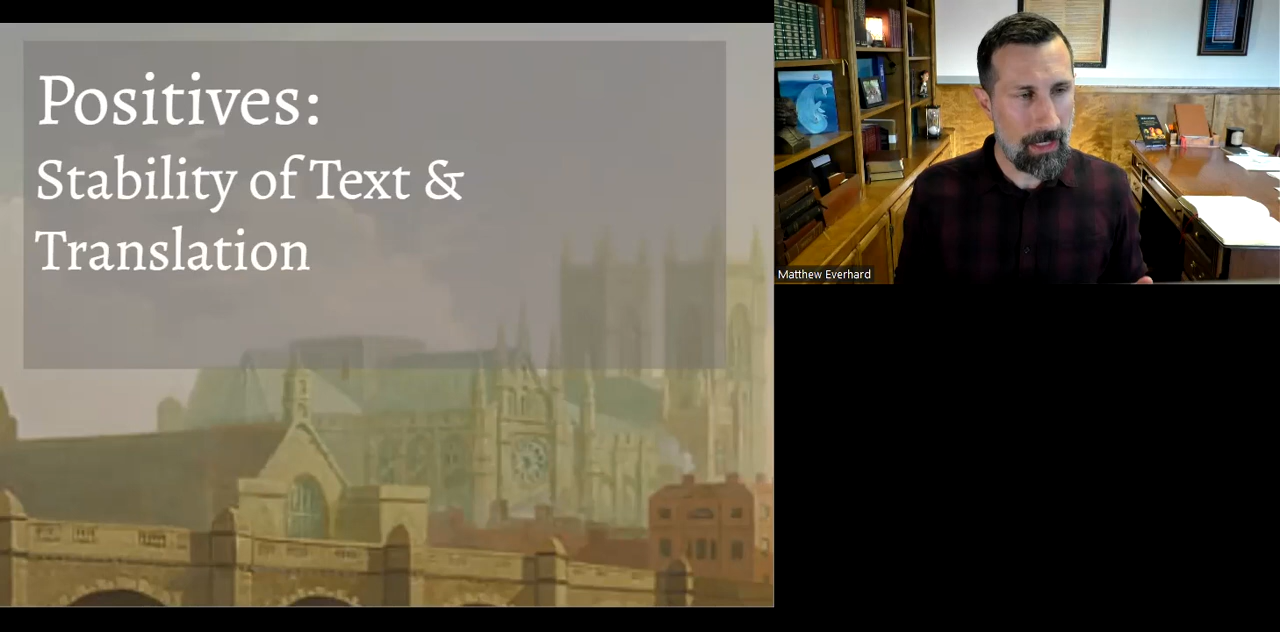 Positives:
Stability of Text &
Translation
Matthew Everhard